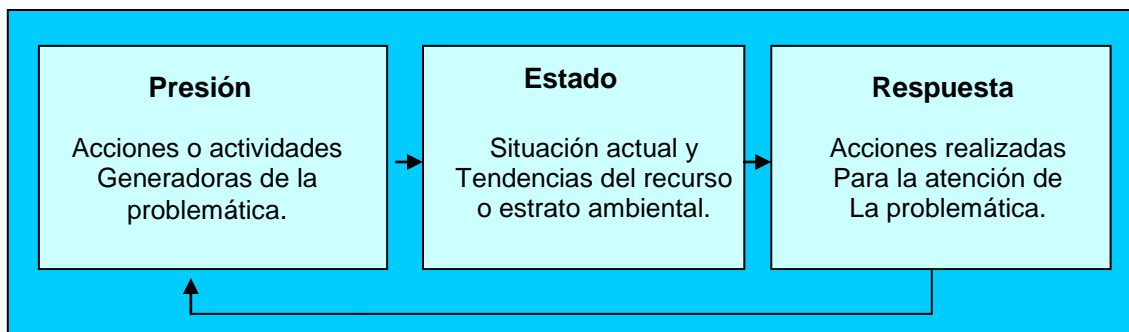 Presión
Acciones o actividades
Generadoras de la
problemática.
Estado
Situación actual y
Tendencias del recurso
o estrato ambiental.
Respuesta
Acciones realizadas
Para la atención de
La problemática.